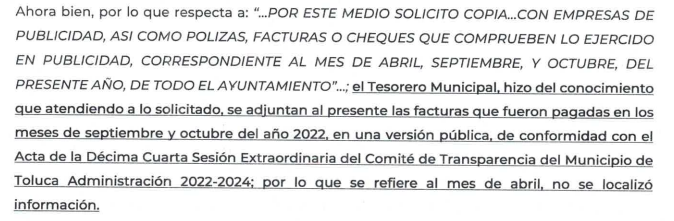 Ahora bien, por lo que respecta a: “...POR ESTE MEDIO SOLICITO COPIA...CON EMPRESAS DE
PUBLICIDAD, ASI COMO POLIZAS, FACTURAS O CHEQUES QUE COMPRUEBEN LO EJERCIDO
EN PUBLICIDAD, CORRESPONDIENTE AL MES DE ABRIL, SEPTIEMBRE, Y OCTUBRE, DEL
PRESENTE AÑO, DE TODO EL AYUNTAMIENTO”...; el Tesorero Municipal, hizo del conocimiento
que atendiendo a lo solicitado, se adjuntan al presente las facturas que fueron pagadas en los
meses de septiembre y octubre del año 2022, en una versión pública, de conformidad con el
Acta de la Décima Cuarta Sesión Extraordinaria del Comité de Transparencia del Municipio de
Toluca Administración 2022-2024; por lo que se refiere al mes de abril, no se localizó
información.